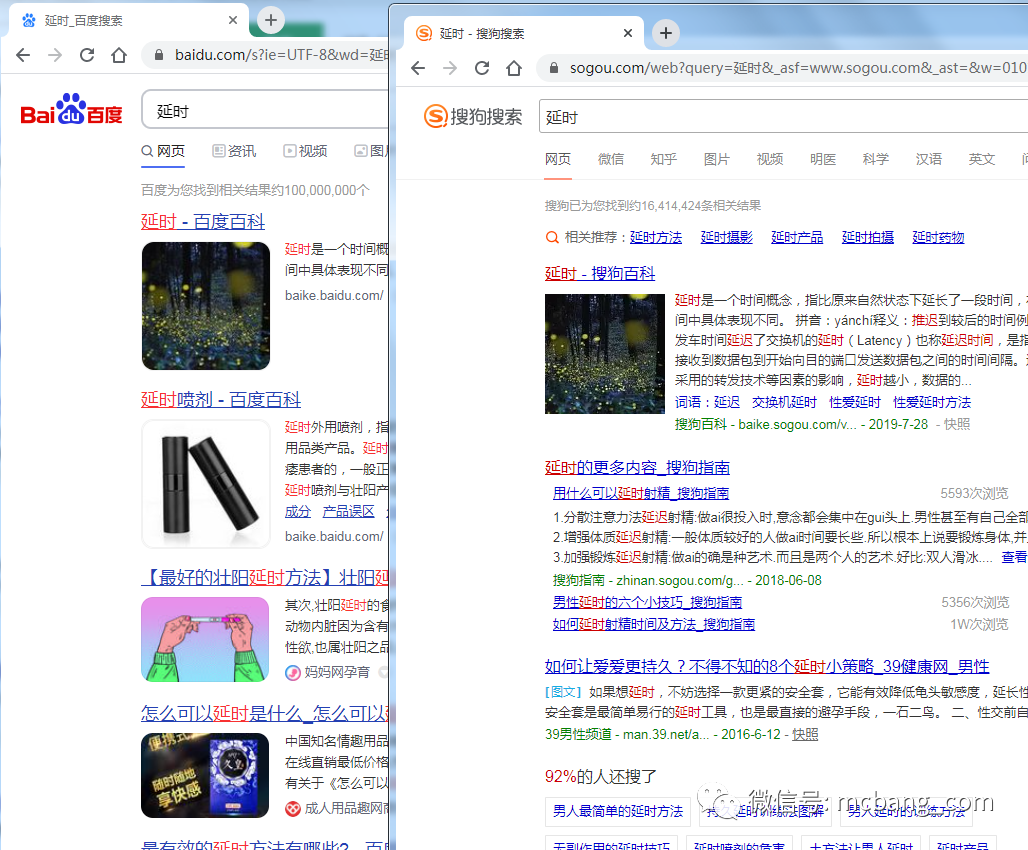 延时_百度搜索
baidu.com/s?ie=UTF-8&wd=延时
Bai du 百度
延时
网页 资讯 视频 图片
百度为您找到相关结果约100,000,000个
延时 - 百度百科
延时是一个时间概
间中具体表现不同
baike.baidu.com/
延时喷剂 - 百度百科
延时外用喷剂，指
用品类产品。延时
痿患者的，一般正
延时喷剂与壮阳产
成分 产品误区
baike.baidu.com/
【最好的壮阳延时方法】壮阳延
其次,壮阳延时的食
动物内脏因为含有
性欲,也属壮阳之品
妈妈网孕育
怎么可以延时是什么_怎么可以延
便携式
随时随地
享快感
久皇
中国知名情趣用品
在线直销最低价格
有关于《怎么可以
成人用品趣网商
最有效的延时方法有哪些? - 百度
延时 - 搜狗搜索
sogou.com/web?query=延时&_asf=www.sogou.com&_ast=&w=010
搜狗搜索
延时
网页 微信 知乎 图片 视频 明医 科学 汉语 英文 问
搜狗已为您找到约16,414,424条相关结果
相关推荐： 延时方法 延时摄影 延时产品 延时拍摄 延时药物
延时 - 搜狗百科
延时是一个时间概念，指比原来自然状态下延长了一段时间，在
间中具体表现不同。 拼音：yánchí释义：推迟到较后的时间例
发车时间延迟了交换机的延时（Latency）也称延迟时间，是指
接收到数据包到开始向目的端口发送数据包之间的时间间隔。
采用的转发技术等因素的影响，延时越小，数据的...
词语：延迟 交换机延时 性爱延时 性爱延时方法
搜狗百科 - baike.sogou.com/v... - 2019-7-28 - 快照
延时的更多内容_搜狗指南
用什么可以延时射精_搜狗指南 5593次浏览
1.分散注意力法延迟射精:做ai很投入时,意念都会集中在gui头上.男性甚至有自己全部
2.增强体质延迟射精:一般体质较好的人做ai时间要长些.所以根本上说要锻炼身体,并
3.加强锻炼延迟射精:做ai的确是种艺术.而且是两个人的艺术.好比:双人滑冰.... 查看
搜狗指南 - zhinan.sogou.com/g... - 2018-06-08
男性延时的六个小技巧_搜狗指南 5356次浏览
如何延时射精时间及方法_搜狗指南 1W次浏览
如何让爱爱更持久？不得不知的8个延时小策略_39健康网_男性
[图文] 如果想延时，不妨选择一款更紧的安全套，它能有效降低龟头敏感度，延长性
安全套是最简单易行的延时工具，也是最直接的避孕手段，一石二鸟。 二、性交前自
39男性频道 - man.39.net/a... - 2016-6-12 - 快照
92%的人还搜了
男人最简单的延时方法 持久延时训练法图解 男人延时的锻炼方法
无副作用的延时技巧 延时喷剂的危害 土方法让男人延时 延时产品
微信号: mcbang_com